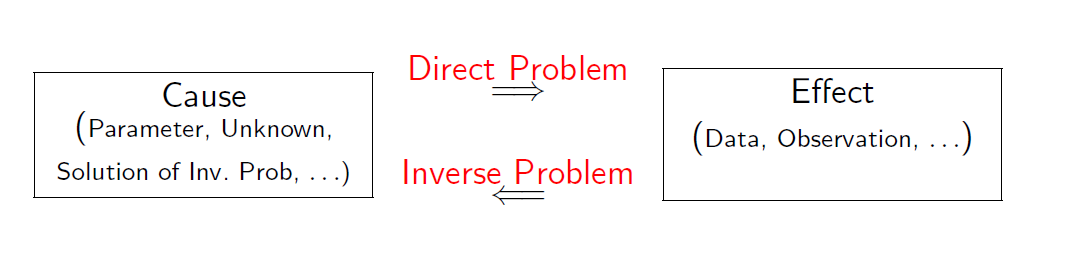 Direct Problem
⟹
Cause
(Parameter, Unknown,
Solution of Inv. Prob, ...)
Effect
(Data, Observation, ...)
Inverse Problem
⟸